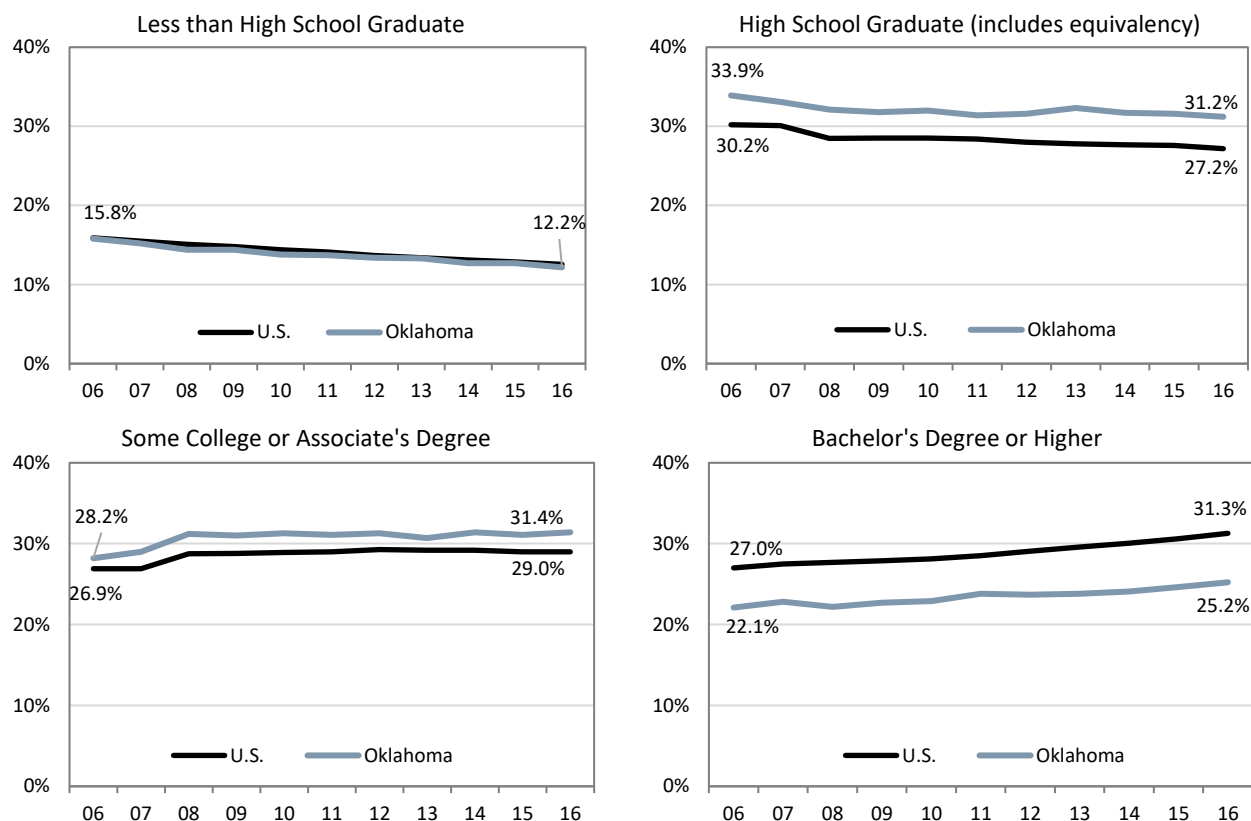 Less than High School Graduate
40%
30%
20%
10%
0%
15.8%
12.2%
U.S. Oklahoma
06 07 08 09 10 11 12 13 14 15 16
High School Graduate (includes equivalency)
40%
30%
20%
10%
0%
33.9%
31.2%
30.2%
27.2%
U.S. Oklahoma
06 07 08 09 10 11 12 13 14 15 16
Some College or Associate's Degree
40%
30%
20%
10%
0%
28.2%
31.4%
26.9%
29.0%
U.S. Oklahoma
06 07 08 09 10 11 12 13 14 15 16
Bachelor's Degree or Higher
40%
30%
20%
10%
0%
27.0%
31.3%
22.1%
25.2%
U.S. Oklahoma
06 07 08 09 10 11 12 13 14 15 16